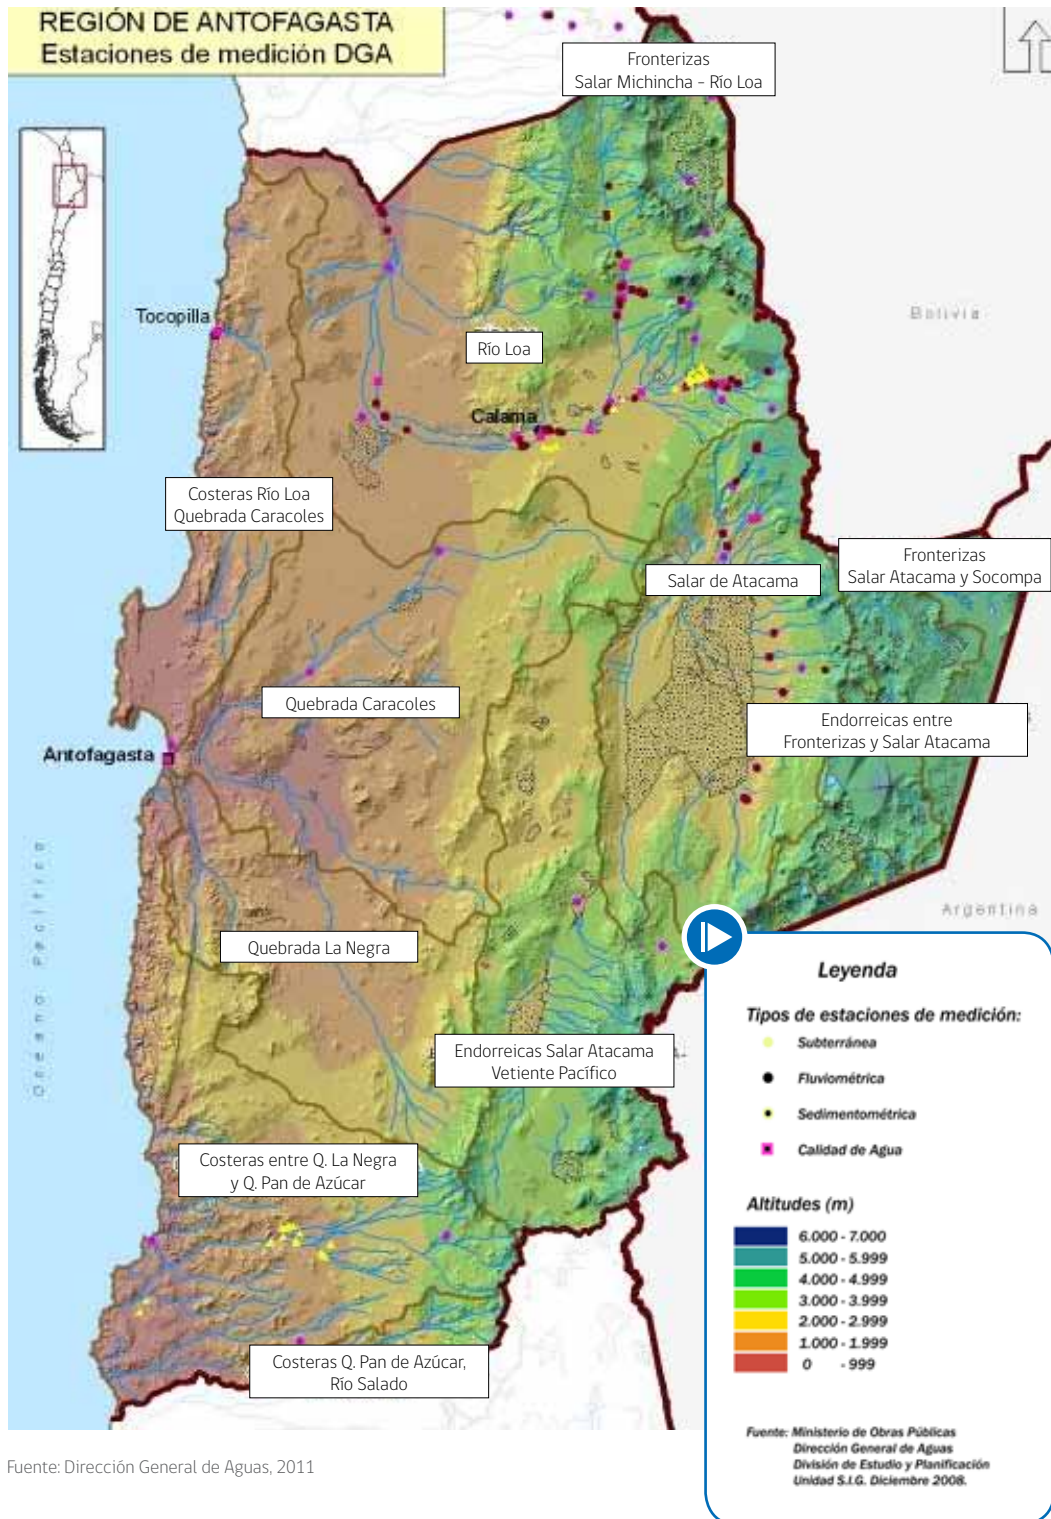 REGIÓN DE ANTOFAGASTA
Estaciones de medición DGA
Fronterizas
Salar Michincha - Río Loa
Bolivia
Tocopilla
Río Loa
Calama
Costeras Río Loa
Quebrada Caracoles
Fronterizas
Salar Atacama y Socompa
Salar de Atacama
Quebrada Caracoles
Endorreicas entre
Fronterizas y Salar Atacama
Antofagasta
Oceano Pacifico
Argentina
Quebrada La Negra
Endorreicas Salar Atacama
Vetiente Pacífico
Costeras entre Q. La Negra
y Q. Pan de Azúcar
Costeras Q. Pan de Azúcar,
Río Salado
Leyenda
Tipos de estaciones de medición:
Subterránea
Fluviométrica
Sedimentométrica
Calidad de Agua
Altitudes (m)
6.000 - 7.000
5.000 - 5.999
4.000 - 4.999
3.000 - 3.999
2.000 - 2.999
1.000 - 1.999
0 - 999
Fuente: Ministerio de Obras Públicas
Dirección General de Aguas
División de Estudio y Planificación
Unidad S.I.G. Diciembre 2008.
Fuente: Dirección General de Aguas, 2011